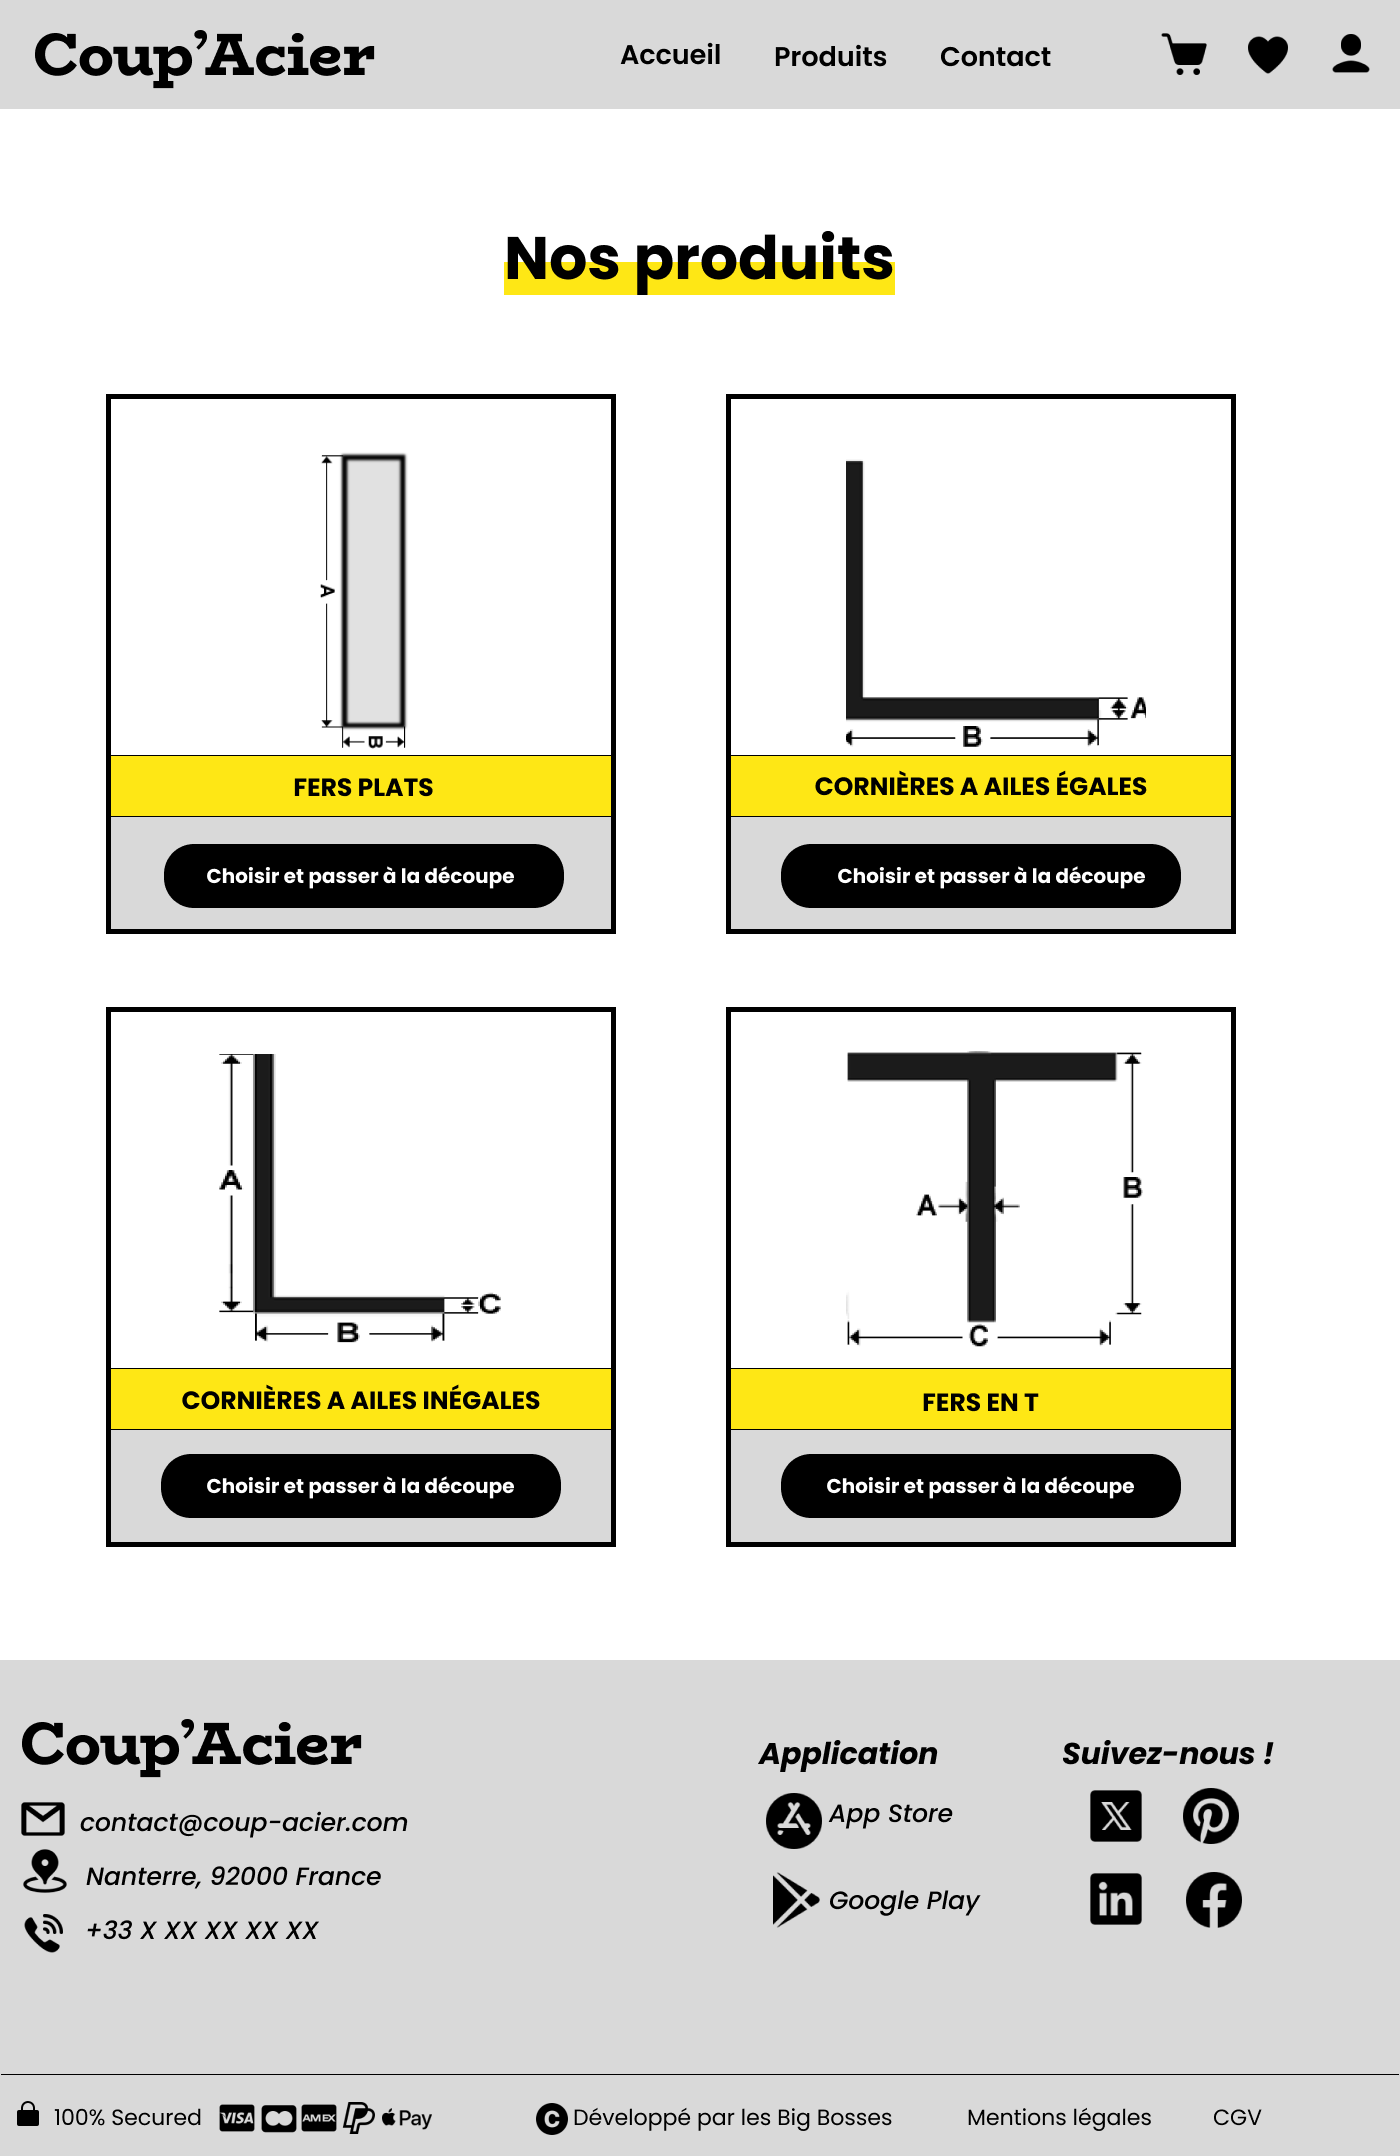 Coup’Acier
Accueil Produits Contact
Nos produits
A
B
FERS PLATS
Choisir et passer à la découpe
A
B
CORNIÈRES A AILES ÉGALES
Choisir et passer à la découpe
A
C
B
CORNIÈRES A AILES INÉGALES
Choisir et passer à la découpe
B
A
C
FERS EN T
Choisir et passer à la découpe
Coup’Acier
contact@coup-acier.com
Nanterre, 92000 France
+33 X XX XX XX XX
Application
App Store
Google Play
Suivez-nous !
X
in
100% Secured VISA AMEX Pay
C Développé par les Big Bosses
Mentions légales
CGV